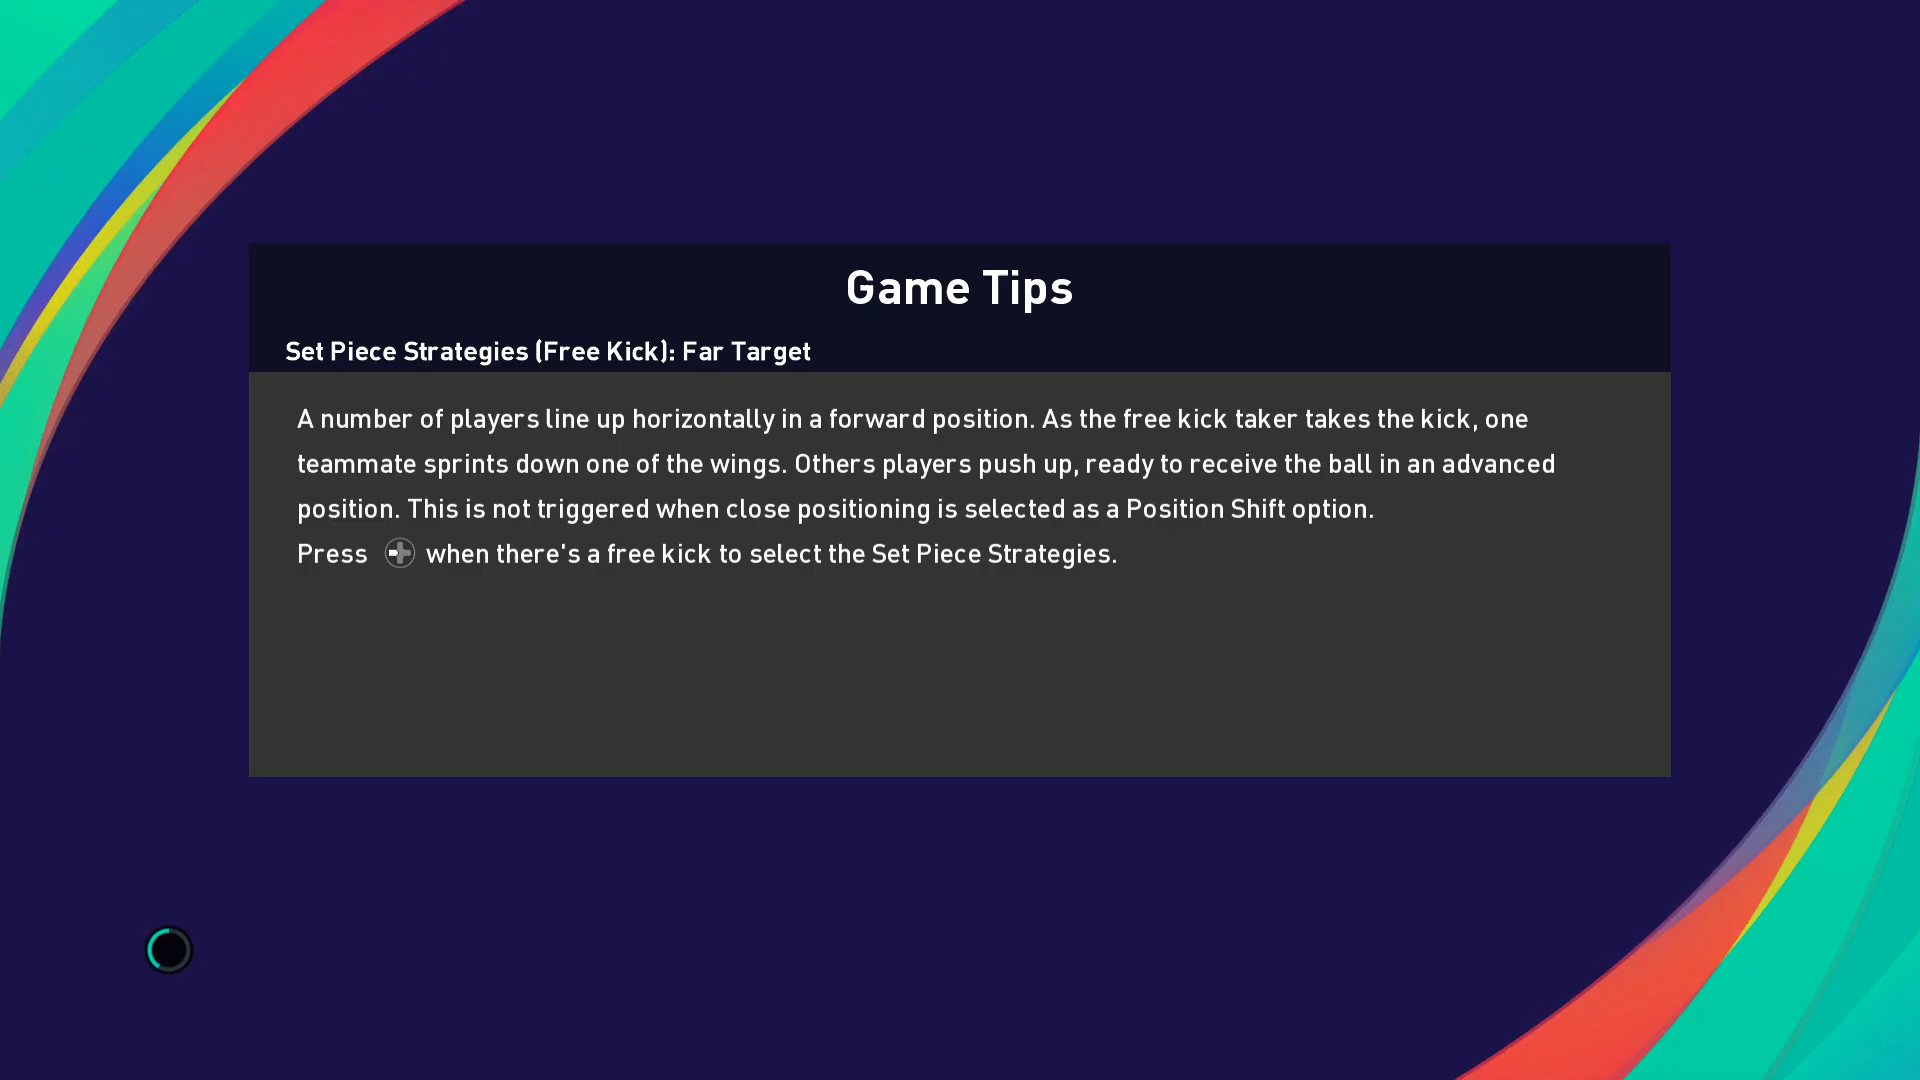 Game Tips
Set Piece Strategies (Free Kick): Far Target
A number of players line up horizontally in a forward position. As the free kick taker takes the kick, one
teammate sprints down one of the wings. Others players push up, ready to receive the ball in an advanced
position. This is not triggered when close positioning is selected as a Position Shift option.
Press when there's a free kick to select the Set Piece Strategies.